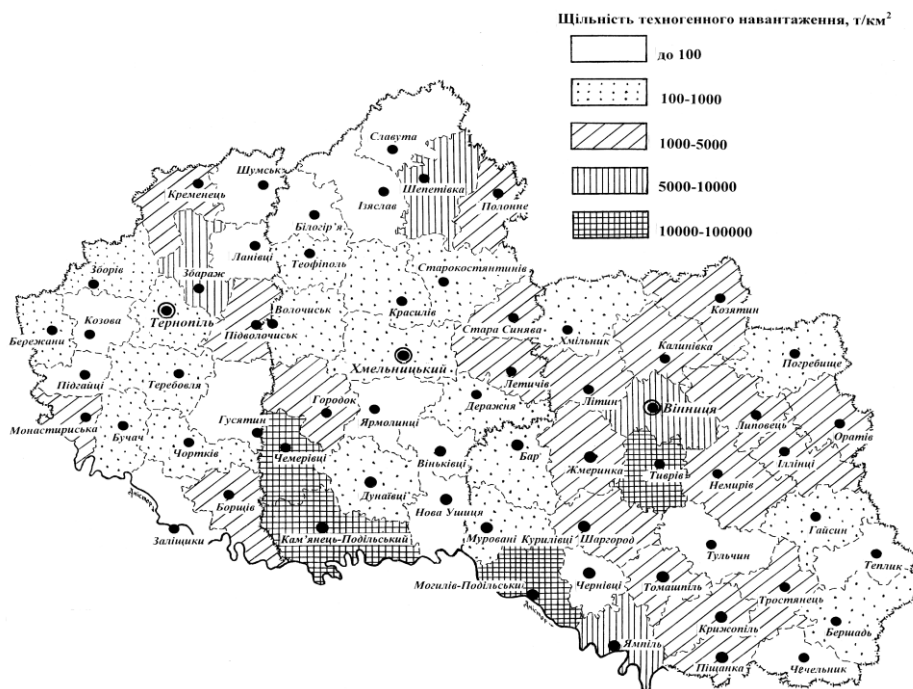 Щільність техногенного навантаження, т/км²
до 100
100-1000
1000-5000
5000-10000
10000-100000
Славута
Шумськ
Шепетівка
Кременець
Ізяслав
Полонне
Білогір'я
Ланівці
Теофіполь
Збараж
Зборів
Старокостянтинів
Козятин
Тернопіль
Волочиськ
Красилів
Козова
Підволочиськ
Стара Синява
Бережани
Хмільник
Калинівка
Погребище
Хмельницький
Підгайці
Теребовля
Летичів
Літин
Вінниця
Городок
Деражня
Монастириська
Ярмолинці
Липовець
Оратів
Гусятин
Бучач
Чортків
Чемерівці
Віньківці
Бар
Жмеринка
Тиврів
Іллінці
Немирів
Дунаївці
Борщів
Нова Ушиця
Гайсин
Дністер
Заліщики
Кам'янець-Подільський
Муровані Курилівці
Шаргород
Тульчин
Теплик
Могилів-Подільськи
Чернівці
Томашпіль
Тростянець
Дністер
Крижопіль
Бершадь
Ямпіль
Піщанка
Чечельник